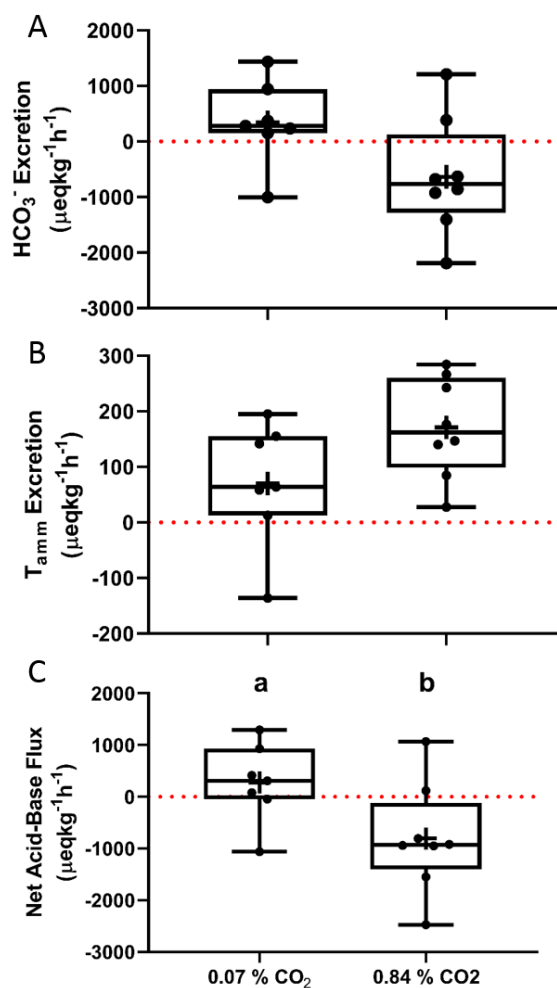 A
HCO₃⁻ Excretion
(µeqkg⁻¹h⁻¹)
2000
1000
0
-1000
-2000
-3000
B
T_amm Excretion
(µeqkg⁻¹h⁻¹)
300
200
100
0
-100
-200
C
a
b
Net Acid-Base Flux
(µeqkg⁻¹h⁻¹)
2000
1000
0
-1000
-2000
-3000
0.07 % CO₂
0.84 % CO2